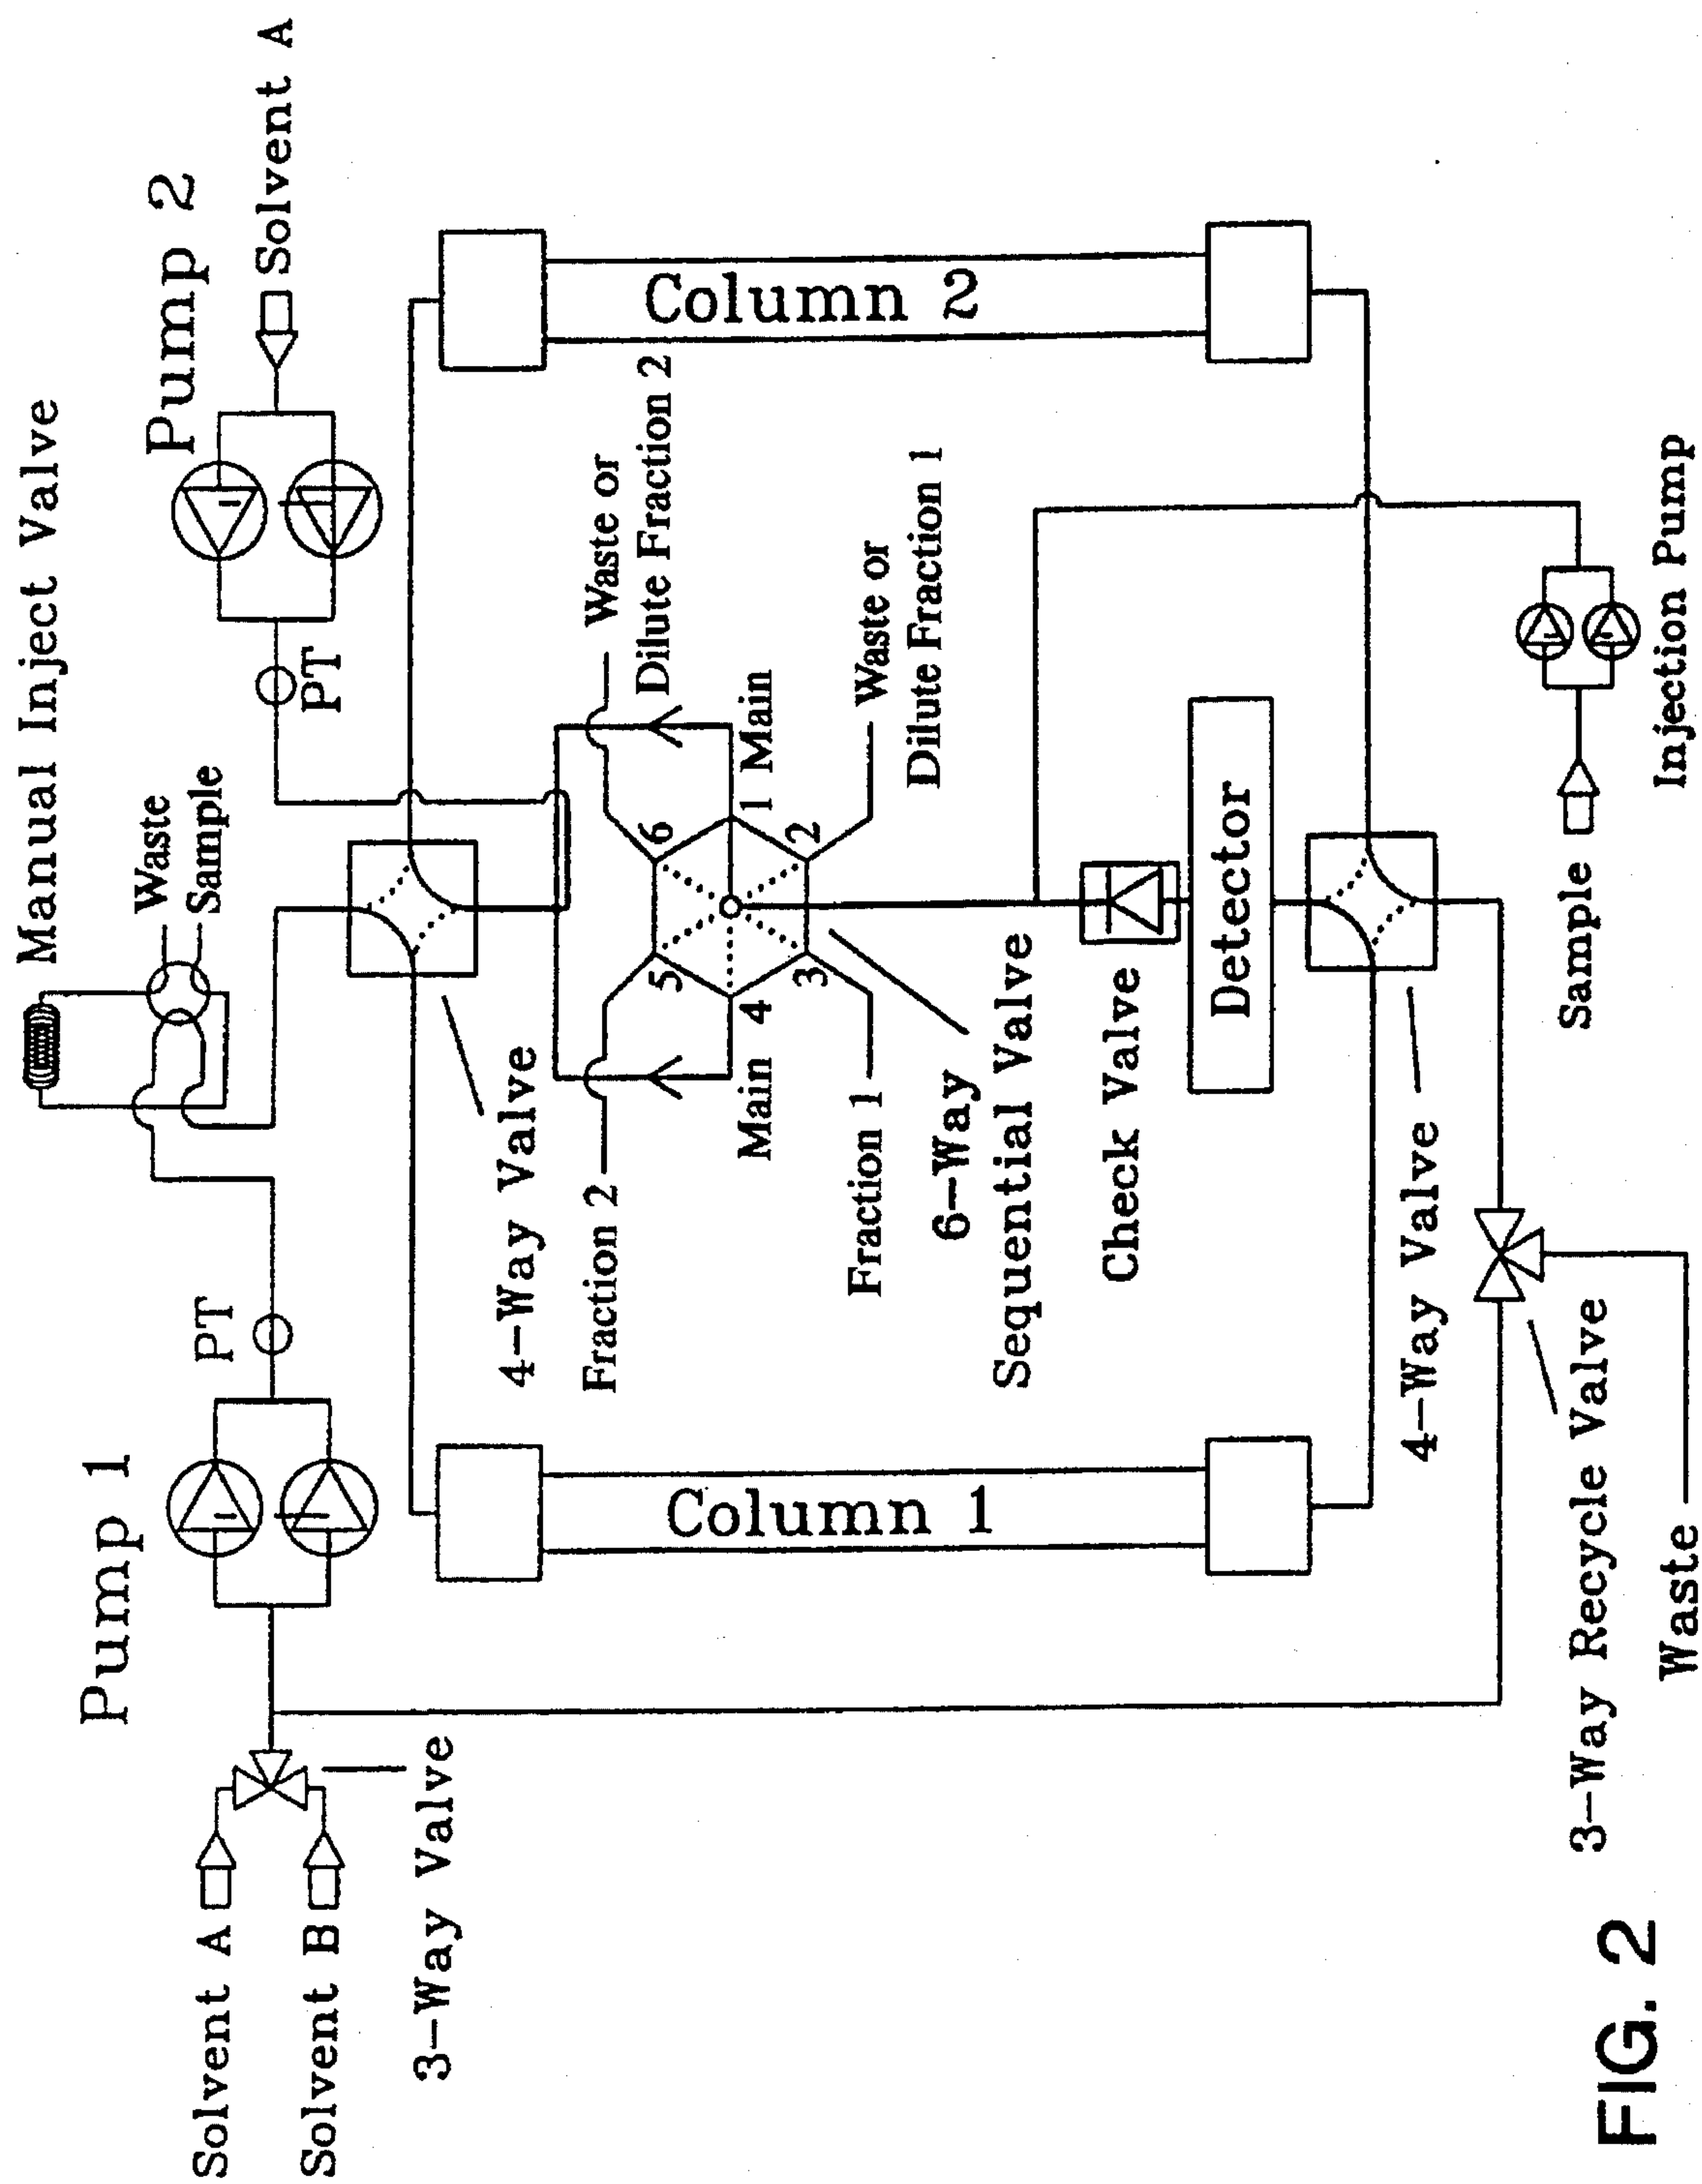 Manual Inject Valve
Pump 1
Pump 2
Waste
Sample
PT
PT
Solvent A
Solvent A
Solvent B
3-Way Valve
4-Way Valve
Waste or
Dilute Fraction 2
Fraction 2
6
5
1 Main
Main 4
2
3
Waste or
Dilute Fraction 1
Fraction 1
Column 1
Column 2
6-Way
Sequential Valve
Check Valve
Detector
4-Way Valve
3-Way Recycle Valve
Waste
Sample
Injection Pump
FIG. 2